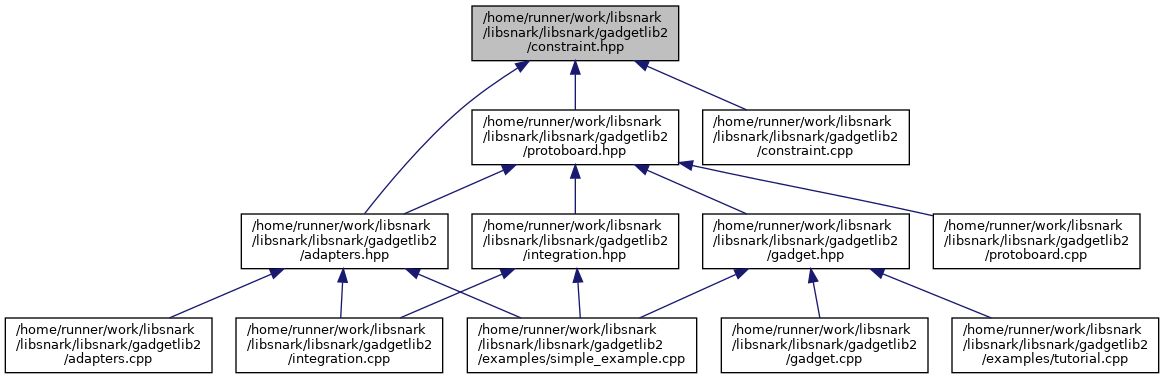 /home/runner/work/libsnark
/libsnark/libsnark/gadgetlib2
/constraint.hpp
/home/runner/work/libsnark
/libsnark/libsnark/gadgetlib2
/protoboard.hpp
/home/runner/work/libsnark
/libsnark/libsnark/gadgetlib2
/constraint.cpp
/home/runner/work/libsnark
/libsnark/libsnark/gadgetlib2
/adapters.hpp
/home/runner/work/libsnark
/libsnark/libsnark/gadgetlib2
/integration.hpp
/home/runner/work/libsnark
/libsnark/libsnark/gadgetlib2
/gadget.hpp
/home/runner/work/libsnark
/libsnark/libsnark/gadgetlib2
/protoboard.cpp
/home/runner/work/libsnark
/libsnark/libsnark/gadgetlib2
/adapters.cpp
/home/runner/work/libsnark
/libsnark/libsnark/gadgetlib2
/integration.cpp
/home/runner/work/libsnark
/libsnark/libsnark/gadgetlib2
/examples/simple_example.cpp
/home/runner/work/libsnark
/libsnark/libsnark/gadgetlib2
/gadget.cpp
/home/runner/work/libsnark
/libsnark/libsnark/gadgetlib2
/examples/tutorial.cpp